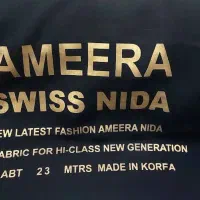 AMEERA
SWISS NIDA
EW LATEST FASHION AMEERA NIDA
ABRIC FOR HI-CLASS NEW GENERATION
ABT 23 MTRS MADE IN KORFA